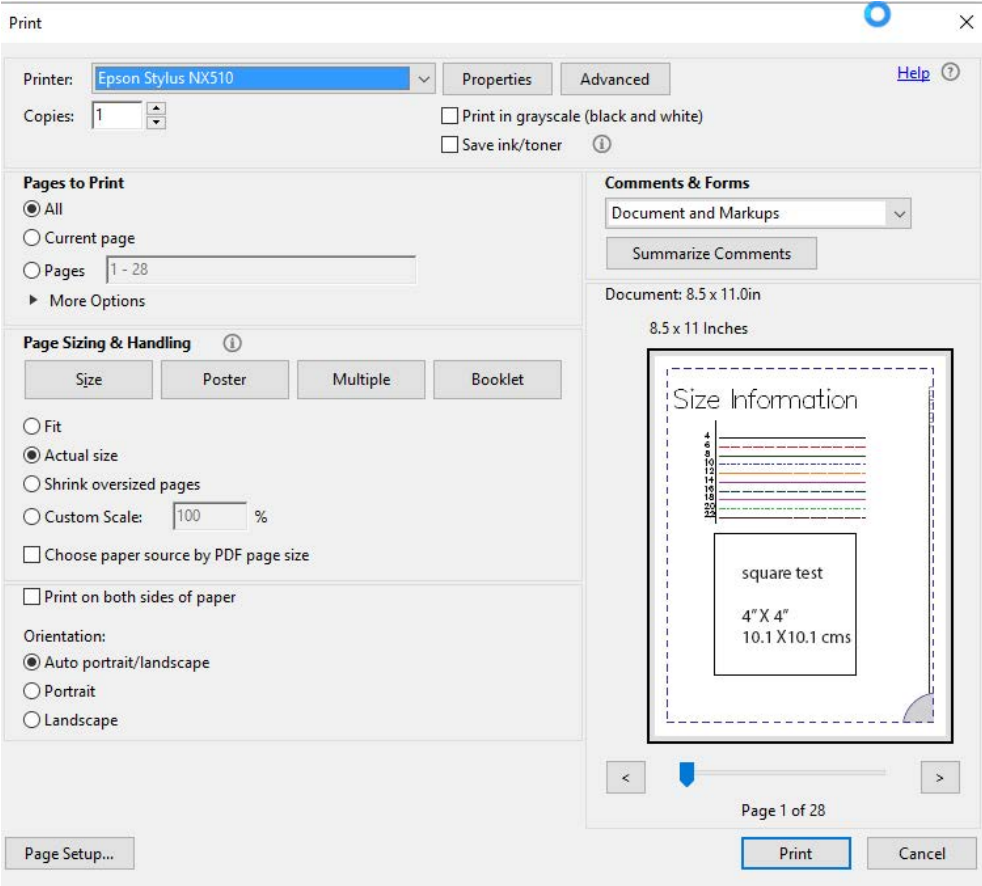 Print
Printer: Epson Stylus NX510 Properties Advanced Help ?
Copies: 1 Print in grayscale (black and white)
Save ink/toner
Pages to Print
All
Current page
Pages 1 - 28
More Options
Page Sizing & Handling
Size Poster Multiple Booklet
Fit
Actual size
Shrink oversized pages
Custom Scale: 100 %
Choose paper source by PDF page size
Print on both sides of paper
Orientation:
Auto portrait/landscape
Portrait
Landscape
Comments & Forms
Document and Markups
Summarize Comments
Document: 8.5 x 11.0in
8.5 x 11 Inches
Size Information
4
6
8
10
12
14
16
18
20
22
square test
4" X 4"
10.1 X10.1 cms
< >
Page 1 of 28
Page Setup... Print Cancel